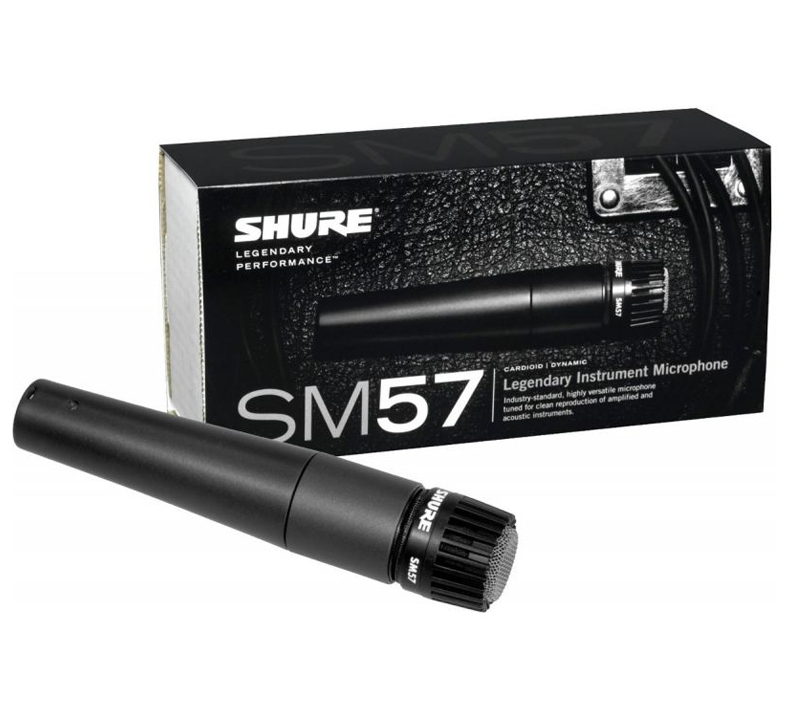 SM57
SHURE®
LEGENDARY
PERFORMANCE™
SHURE
SM57
CARDIOID | DYNAMIC
SM57
Legendary Instrument Microphone
Industry-standard, highly versatile microphone
tuned for clean reproduction of amplified and
acoustic instruments.
SHURE
SM57